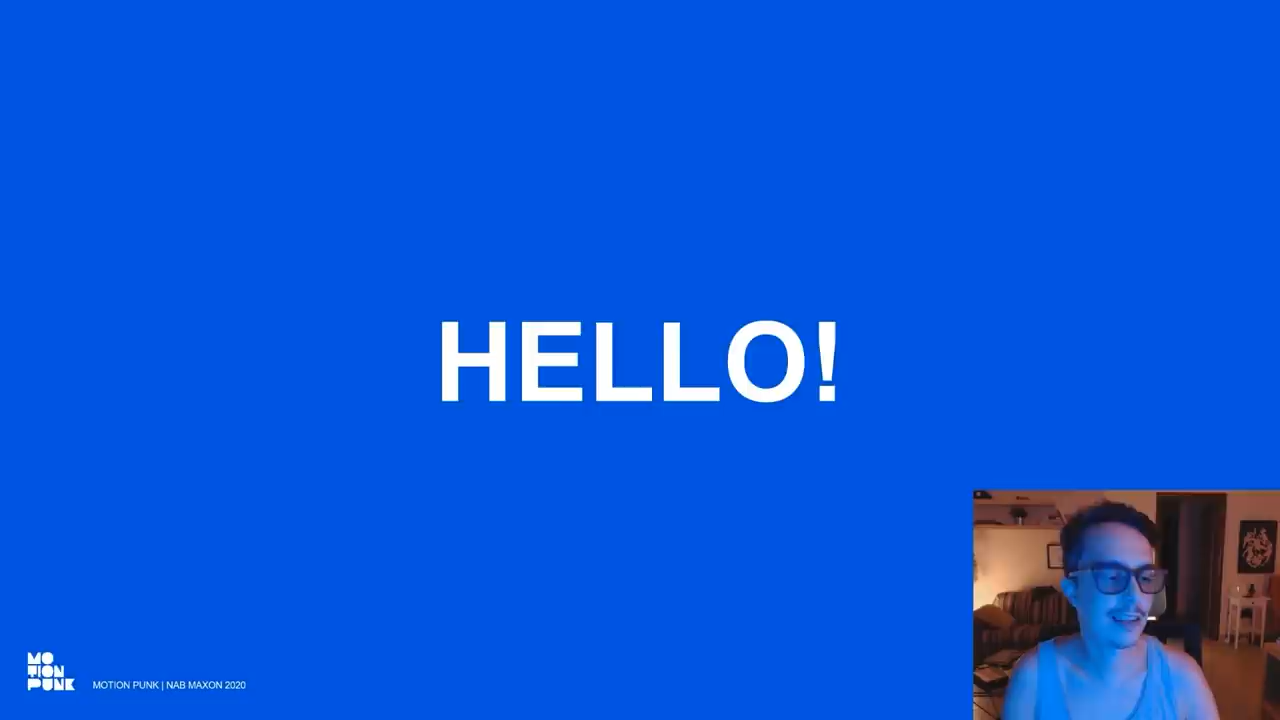 HELLO!
MO
TION
PUNK
MOTION PUNK | NAB MAXON 2020